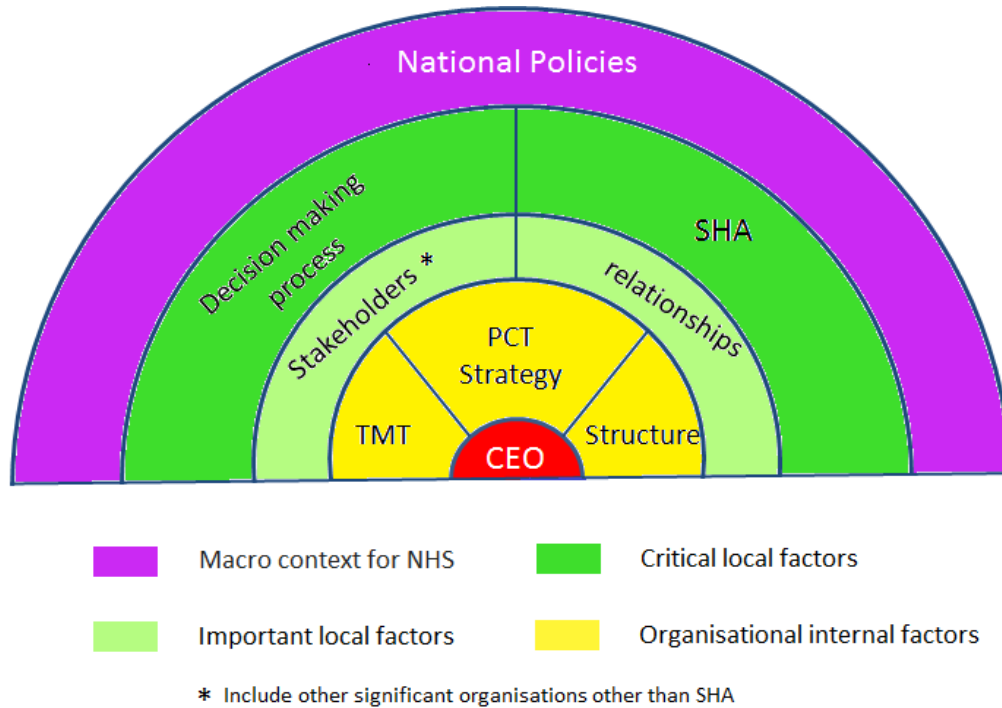 National Policies
Decision making
process
SHA
Stakeholders *
relationships
PCT
Strategy
TMT
Structure
CEO
Macro context for NHS
Critical local factors
Important local factors
Organisational internal factors
* Include other significant organisations other than SHA